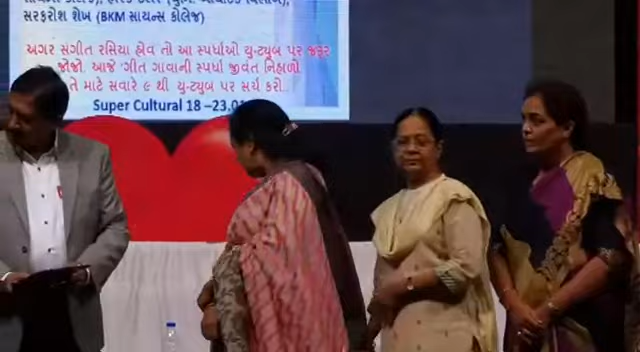 સરફરોશ શેખ (BKM સાયન્સ કોલેજ)
અગર સંગીત રસિયા હોવ તો આ સ્પર્ધાઓ યુ-ટ્યુબ પર જરૂર
જોજો. આજે 'ગીત ગાવાની સ્પર્ધા જીવંત નિહાળો.
તે માટે સવારે ૯ થી યુ-ટ્યુબ પર સર્ચ કરો..
Super Cultural 18 –23.01